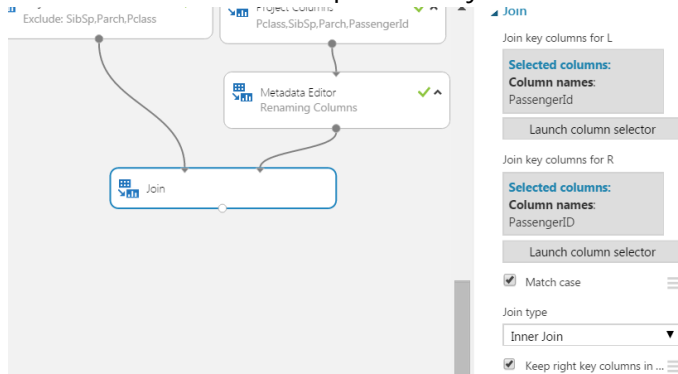 Exclude: SibSp,Parch,Pclass
Project Columns
Pclass,SibSp,Parch,PassengerId
Metadata Editor
Renaming Columns
Join
Join
Join key columns for L
Selected columns:
Column names:
PassengerId
Launch column selector
Join key columns for R
Selected columns:
Column names:
PassengerID
Launch column selector
Match case
Join type
Inner Join
Keep right key columns in ...